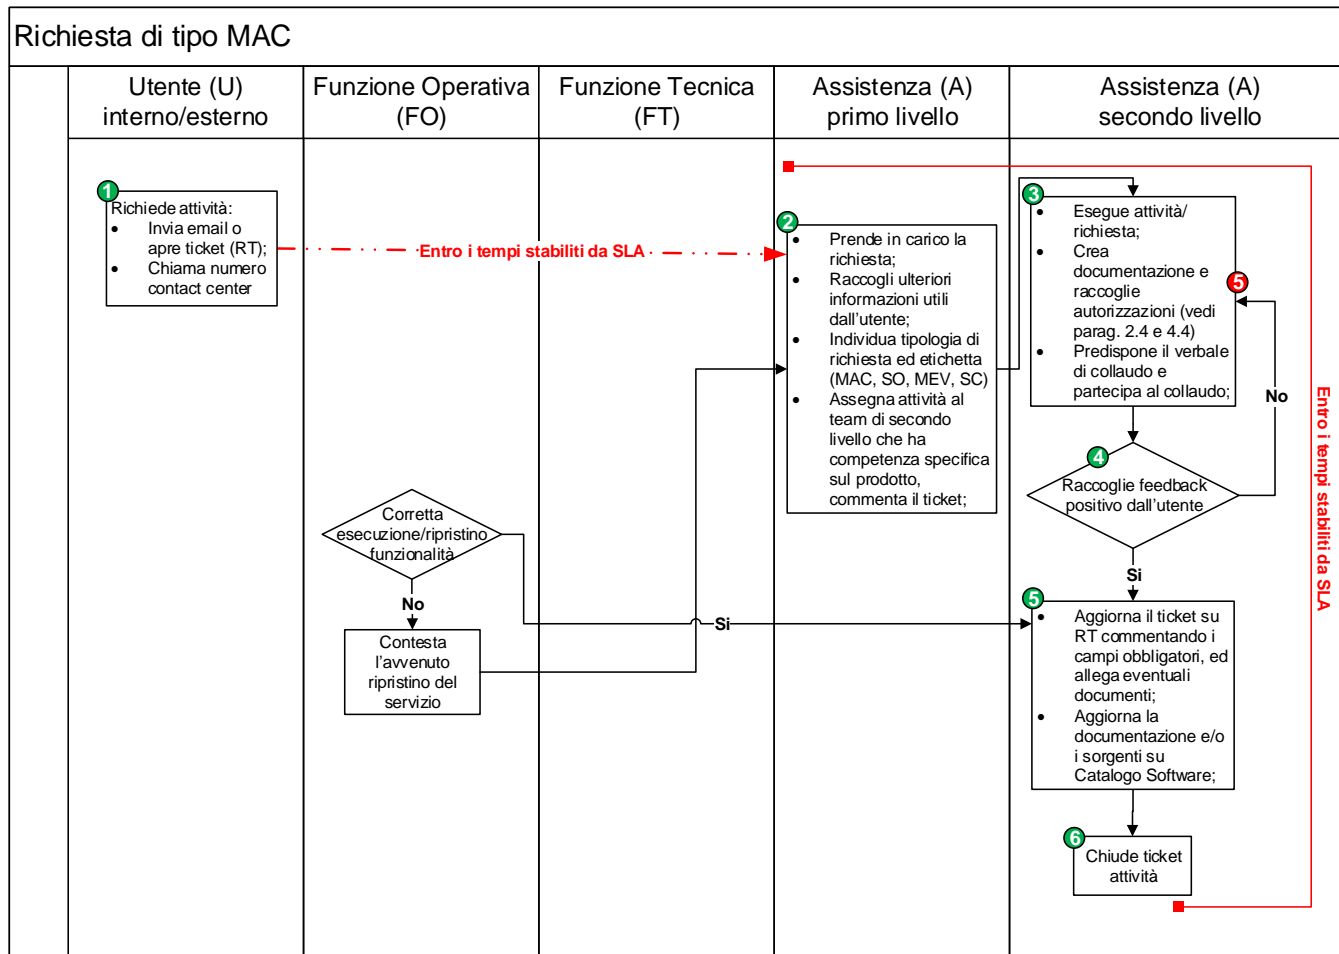 Richiesta di tipo MAC
Utente (U)
interno/esterno
Funzione Operativa
(FO)
Funzione Tecnica
(FT)
Assistenza (A)
primo livello
Assistenza (A)
secondo livello
1
Richiede attività:
• Invia email o
apre ticket (RT);
• Chiama numero
contact center
Entro i tempi stabiliti da SLA
2
• Prende in carico la
richiesta;
• Raccogli ulteriori
informazioni utili
dall'utente;
• Individua tipologia di
richiesta ed etichetta
(MAC, SO, MEV, SC)
• Assegna attività al
team di secondo
livello che ha
competenza specifica
sul prodotto,
commenta il ticket;
3
• Esegue attività/
richiesta;
• Crea
documentazione e
raccoglie
autorizzazioni (vedi
parag. 2.4 e 4.4)
• Predispone il verbale
di collaudo e
partecipa al collaudo;
5
No
Entro i tempi stabiliti da SLA
4
Raccoglie feedback
positivo dall'utente
Si
Corretta
esecuzione/ripristino
funzionalità
No
Si
Contesta
l'avvenuto
ripristino del
servizio
5
• Aggiorna il ticket su
RT commentando i
campi obbligatori, ed
allega eventuali
documenti;
• Aggiorna la
documentazione e/o
i sorgenti su
Catalogo Software;
6
Chiude ticket
attività